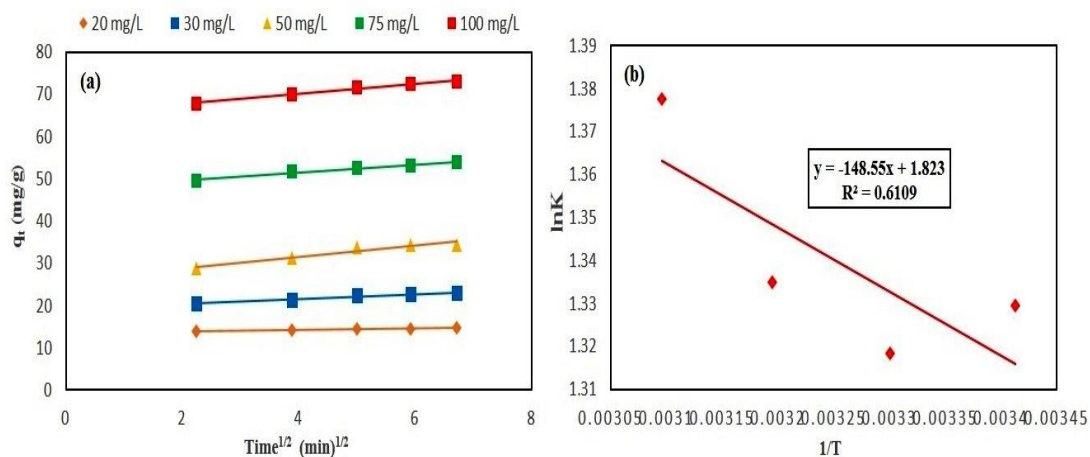 20 mg/L 30 mg/L 50 mg/L 75 mg/L 100 mg/L
(a)
80
70
60
50
40
30
20
10
0
0 2 4 6 8
qₜ (mg/g)
Time^1/2 (min)^1/2
(b)
1.39
1.38
1.37
1.36
1.35
1.34
1.33
1.32
1.31
0.00305 0.0031 0.00315 0.0032 0.00325 0.0033 0.00335 0.0034 0.00345
lnK
1/T
y = -148.55x + 1.823
R² = 0.6109